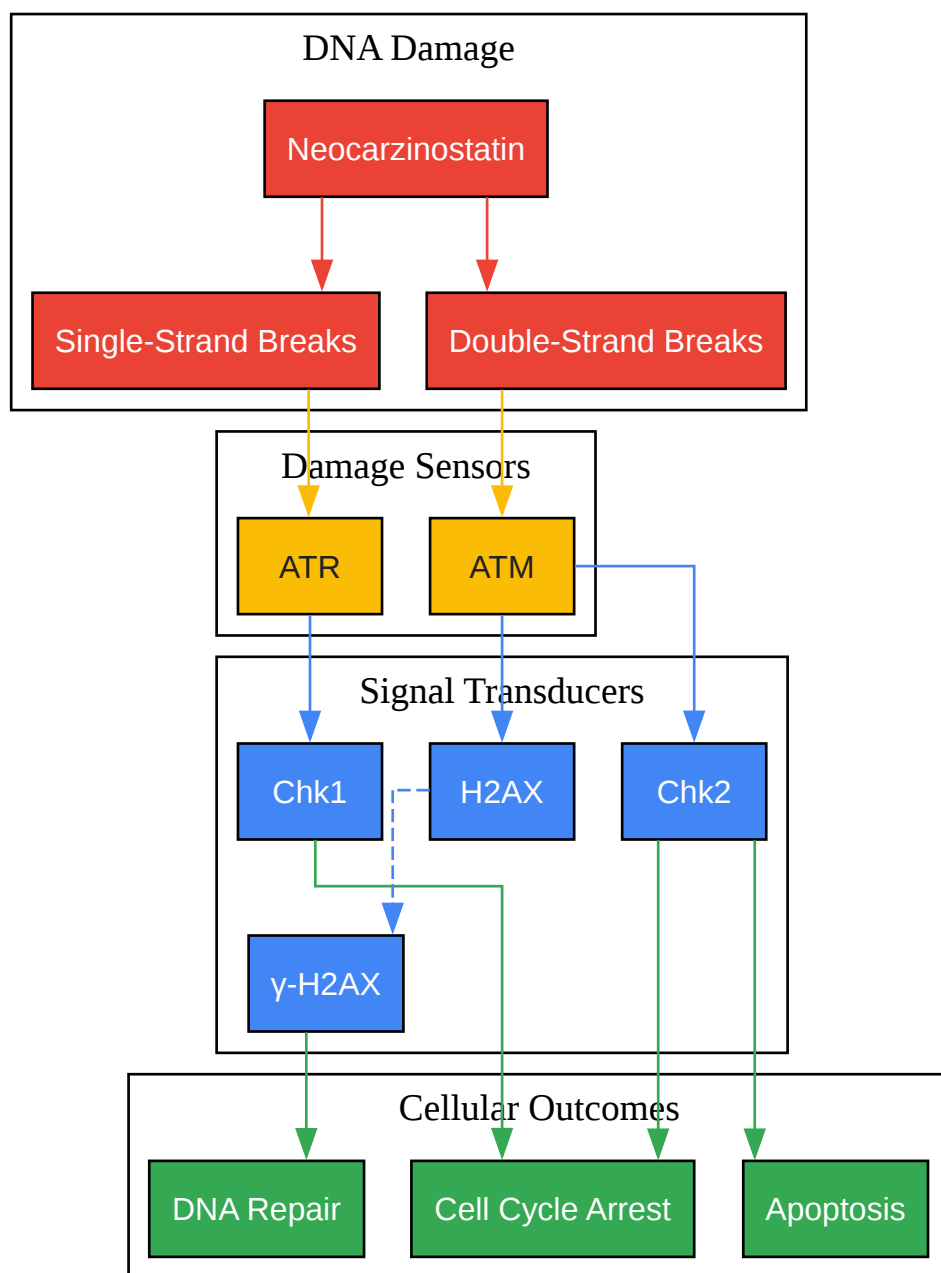 DNA Damage
Neocarzinostatin
Single-Strand Breaks
Double-Strand Breaks
Damage Sensors
ATR
ATM
Signal Transducers
Chk1
H2AX
Chk2
γ-H2AX
Cellular Outcomes
DNA Repair
Cell Cycle Arrest
Apoptosis